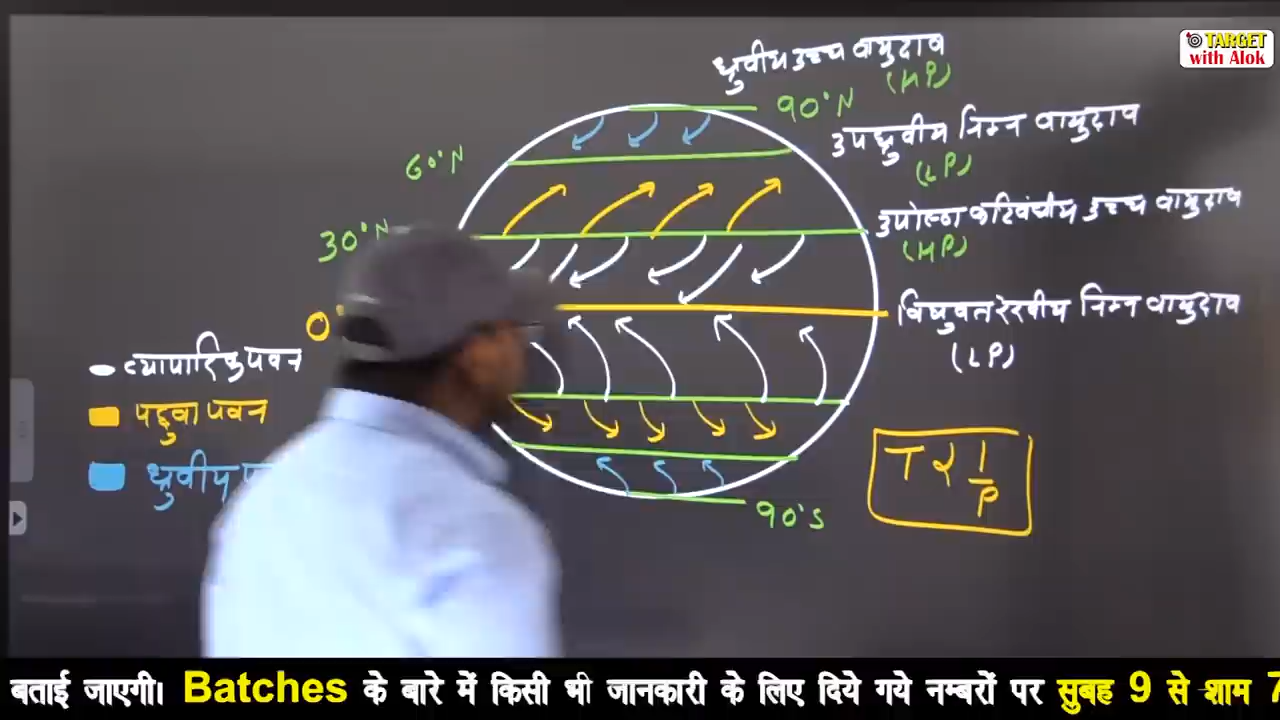 TARGET
with Alok
ध्रुवीय उच्च वायुदाव
(HP)
90°N
60°N
उपध्रुवीय निम्न वायुदाव
(LP)
30°N
उपोष्ण कटिबंधीय उच्च वायुदाव
(HP)
0°
विषुवत रेखीय निम्न वायुदाव
(LP)
व्यापारिक पवन
पछुवा पवन
ध्रुवीय
T ∝ 1/P
90°S
बताई जाएगी। Batches के बारे में किसी भी जानकारी के लिए दिये गये नम्बरों पर सुबह 9 से शाम 7